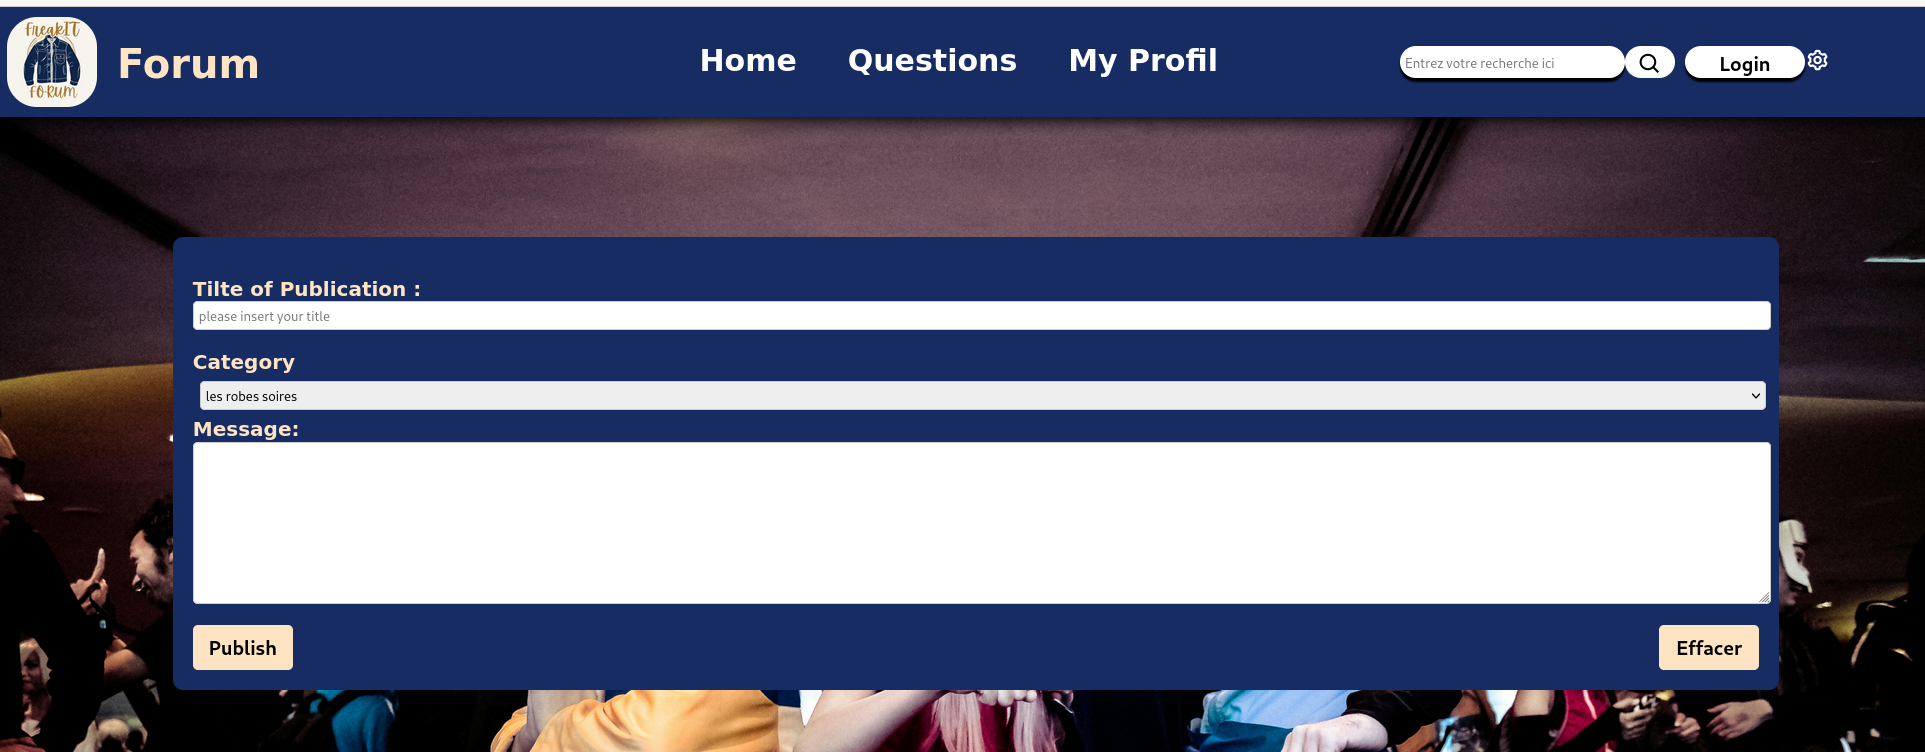 FreakIT
FORUM
Forum
Home
Questions
My Profil
Entrez votre recherche ici
Login
Tilte of Publication :
please insert your title
Category
les robes soires
Message:
Publish
Effacer